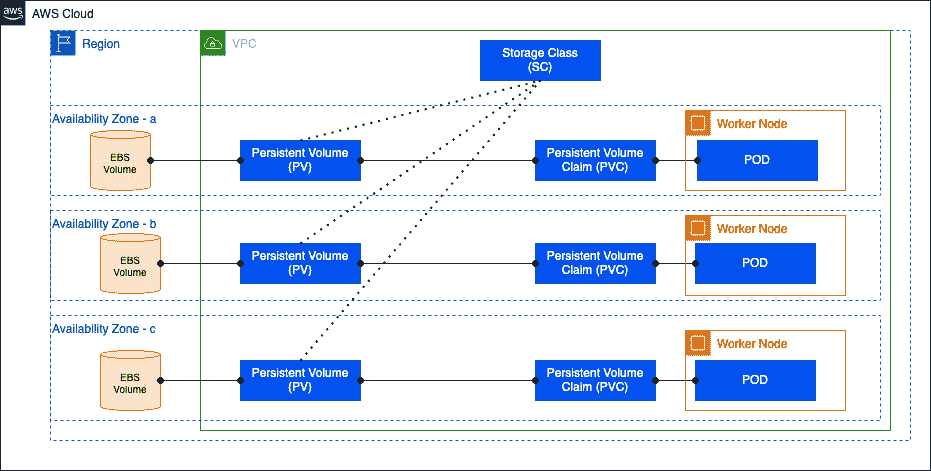 aws
AWS Cloud
Region
VPC
Storage Class
(SC)
Availability Zone - a
EBS
Volume
Persistent Volume
(PV)
Persistent Volume
Claim (PVC)
Worker Node
POD
Availability Zone - b
EBS
Volume
Persistent Volume
(PV)
Persistent Volume
Claim (PVC)
Worker Node
POD
Availability Zone - c
EBS
Volume
Persistent Volume
(PV)
Persistent Volume
Claim (PVC)
Worker Node
POD